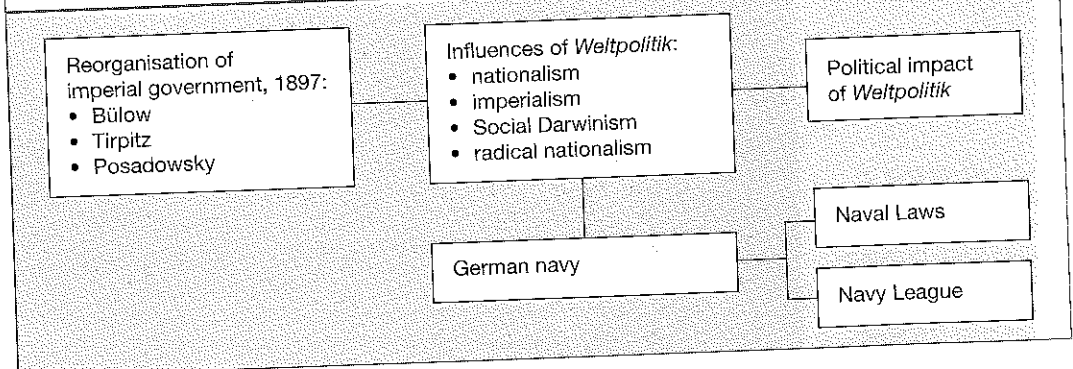 Reorganisation of
imperial government, 1897:
• Bülow
• Tirpitz
• Posadowsky
Influences of Weltpolitik:
• nationalism
• imperialism
• Social Darwinism
• radical nationalism
Political impact
of Weltpolitik
German navy
Naval Laws
Navy League